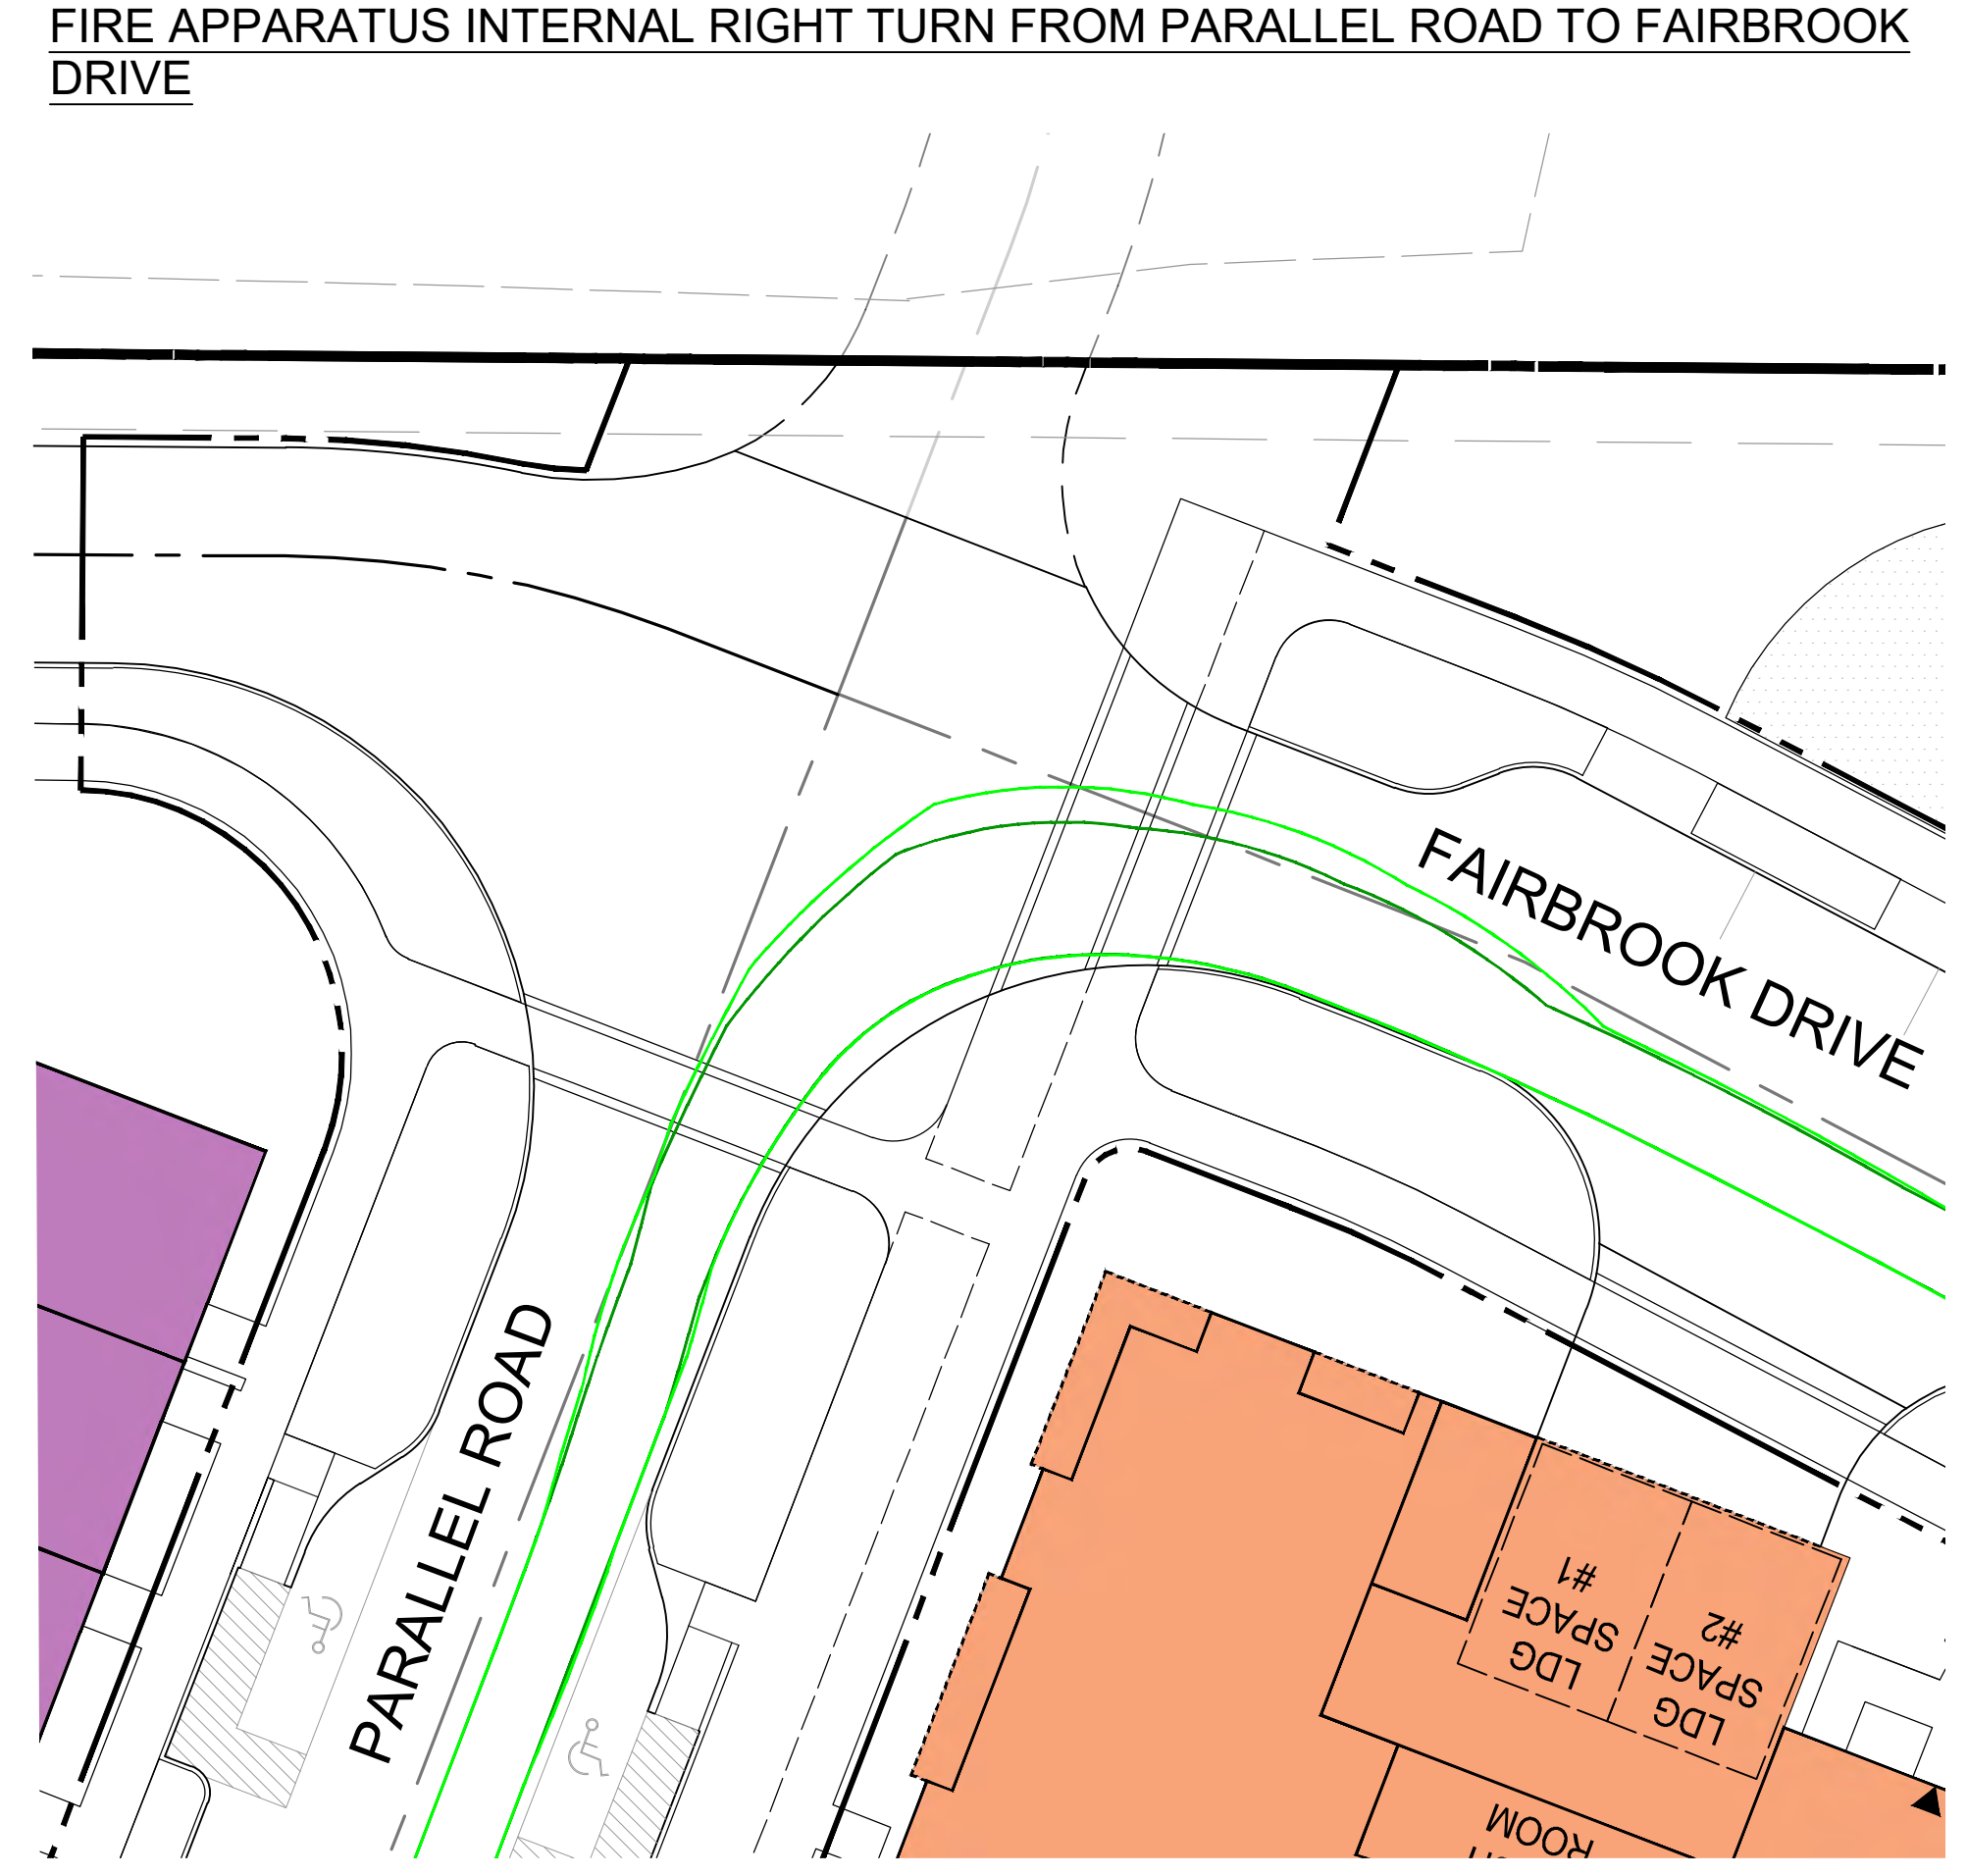 FIRE APPARATUS INTERNAL RIGHT TURN FROM PARALLEL ROAD TO FAIRBROOK
DRIVE
FAIRBROOK DRIVE
PARALLEL ROAD
LDG
SPACE
#1
LDG
SPACE
#2
ROOM